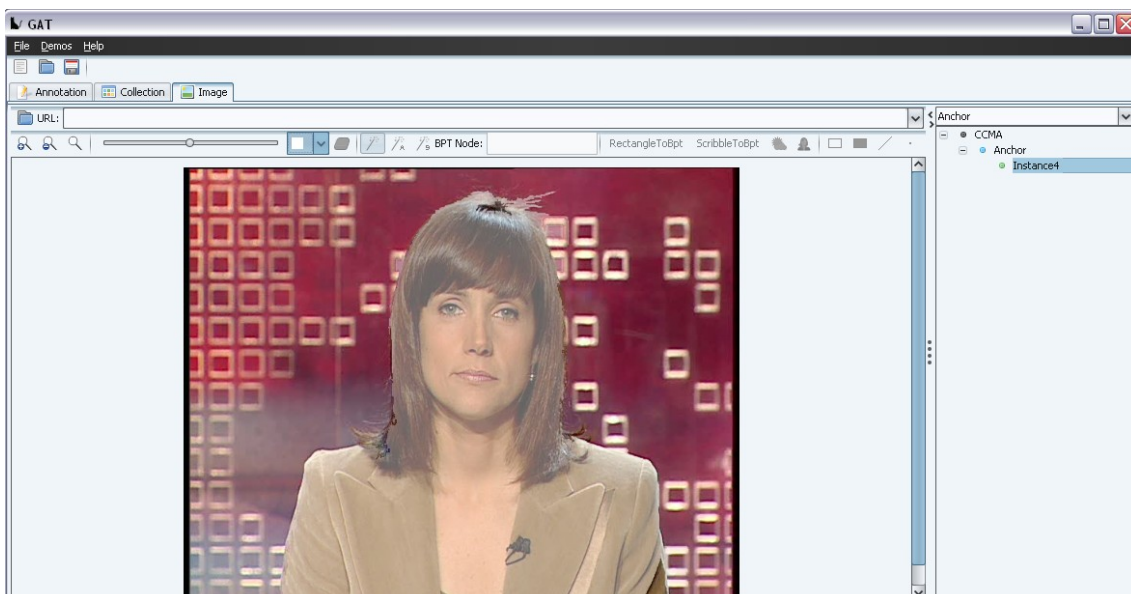 GAT
File Demos Help
Annotation Collection Image
URL:
BPT Node: RectangleToBpt ScribbleToBpt
Anchor
CCMA
Anchor
Instance4